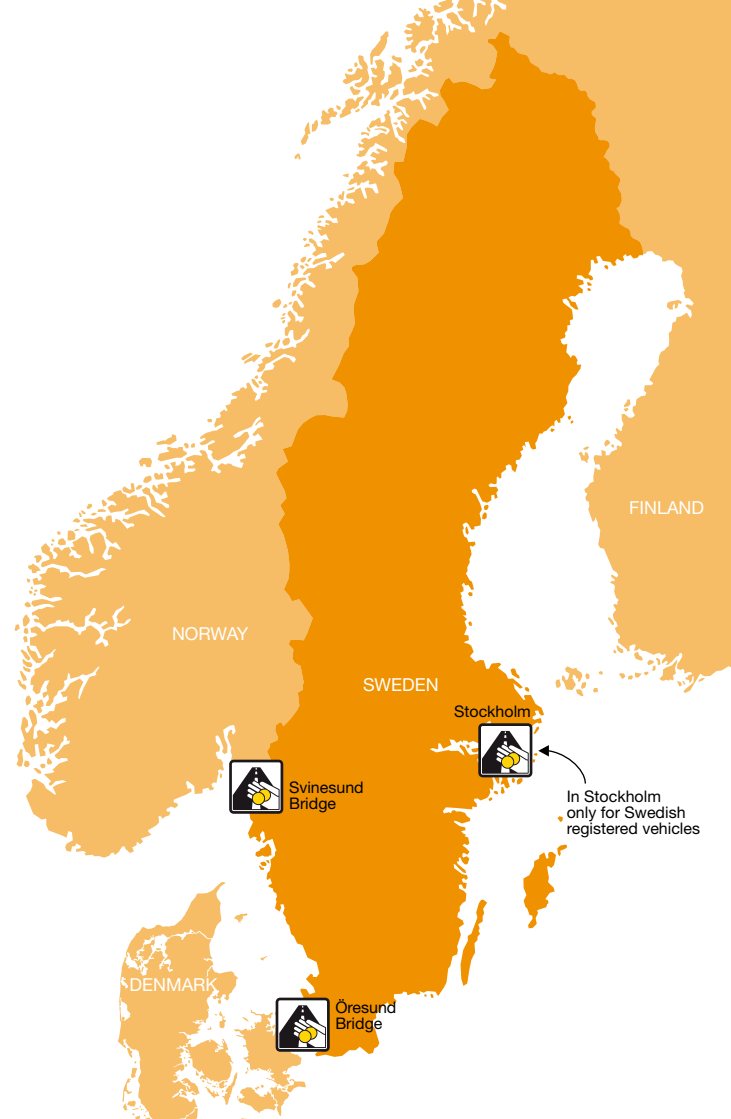 FINLAND
NORWAY
SWEDEN
Stockholm
Svinesund
Bridge
In Stockholm
only for Swedish
registered vehicles
DENMARK
Öresund
Bridge